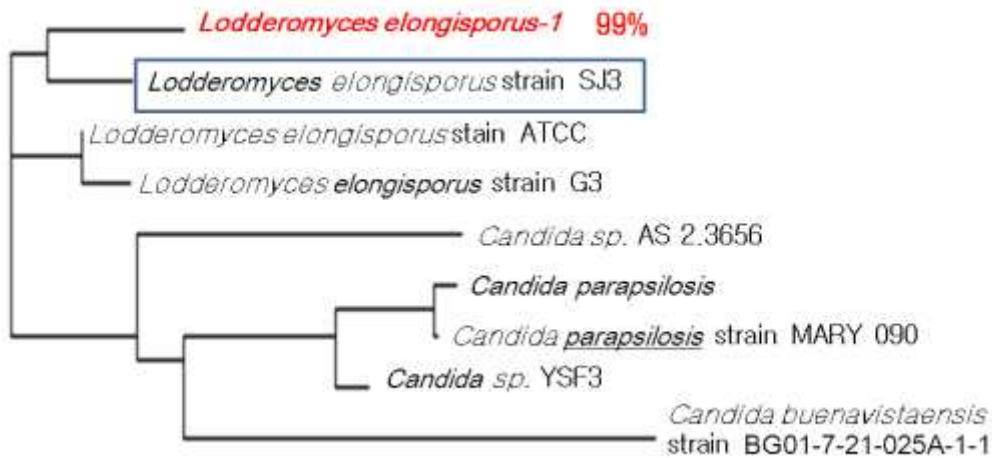 Lodderomyces elongisporus-1 99%
Lodderomyces elongisporus strain SJ3
Lodderomyces elongisporus stain ATCC
Lodderomyces elongisporus strain G3
Candida sp. AS 2.3656
Candida parapsilosis
Candida parapsilosis strain MARY 090
Candida sp. YSF3
Candida buenavistaensis
strain BG01-7-21-025A-1-1